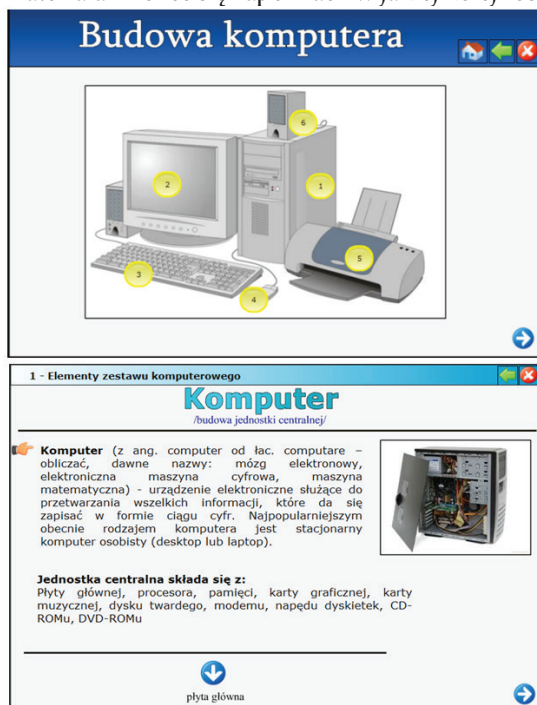 Budowa komputera
6
2
1
3
4
5
1 - Elementy zestawu komputerowego
Komputer
/budowa jednostki centralnej/
Komputer (z ang. computer od łac. computare –
obliczać, dawne nazwy: mózg elektronowy,
elektroniczna maszyna cyfrowa, maszyna
matematyczna) - urządzenie elektroniczne służące do
przetwarzania wszelkich informacji, które da się
zapisać w formie ciągu cyfr. Najpopularniejszym
obecnie rodzajem komputera jest stacjonarny
komputer osobisty (desktop lub laptop).
Jednostka centralna składa się z:
Płyty głównej, procesora, pamięci, karty graficznej, karty
muzycznej, dysku twardego, modemu, napędu dyskietek, CD-
ROMu, DVD-ROMu
płyta główna